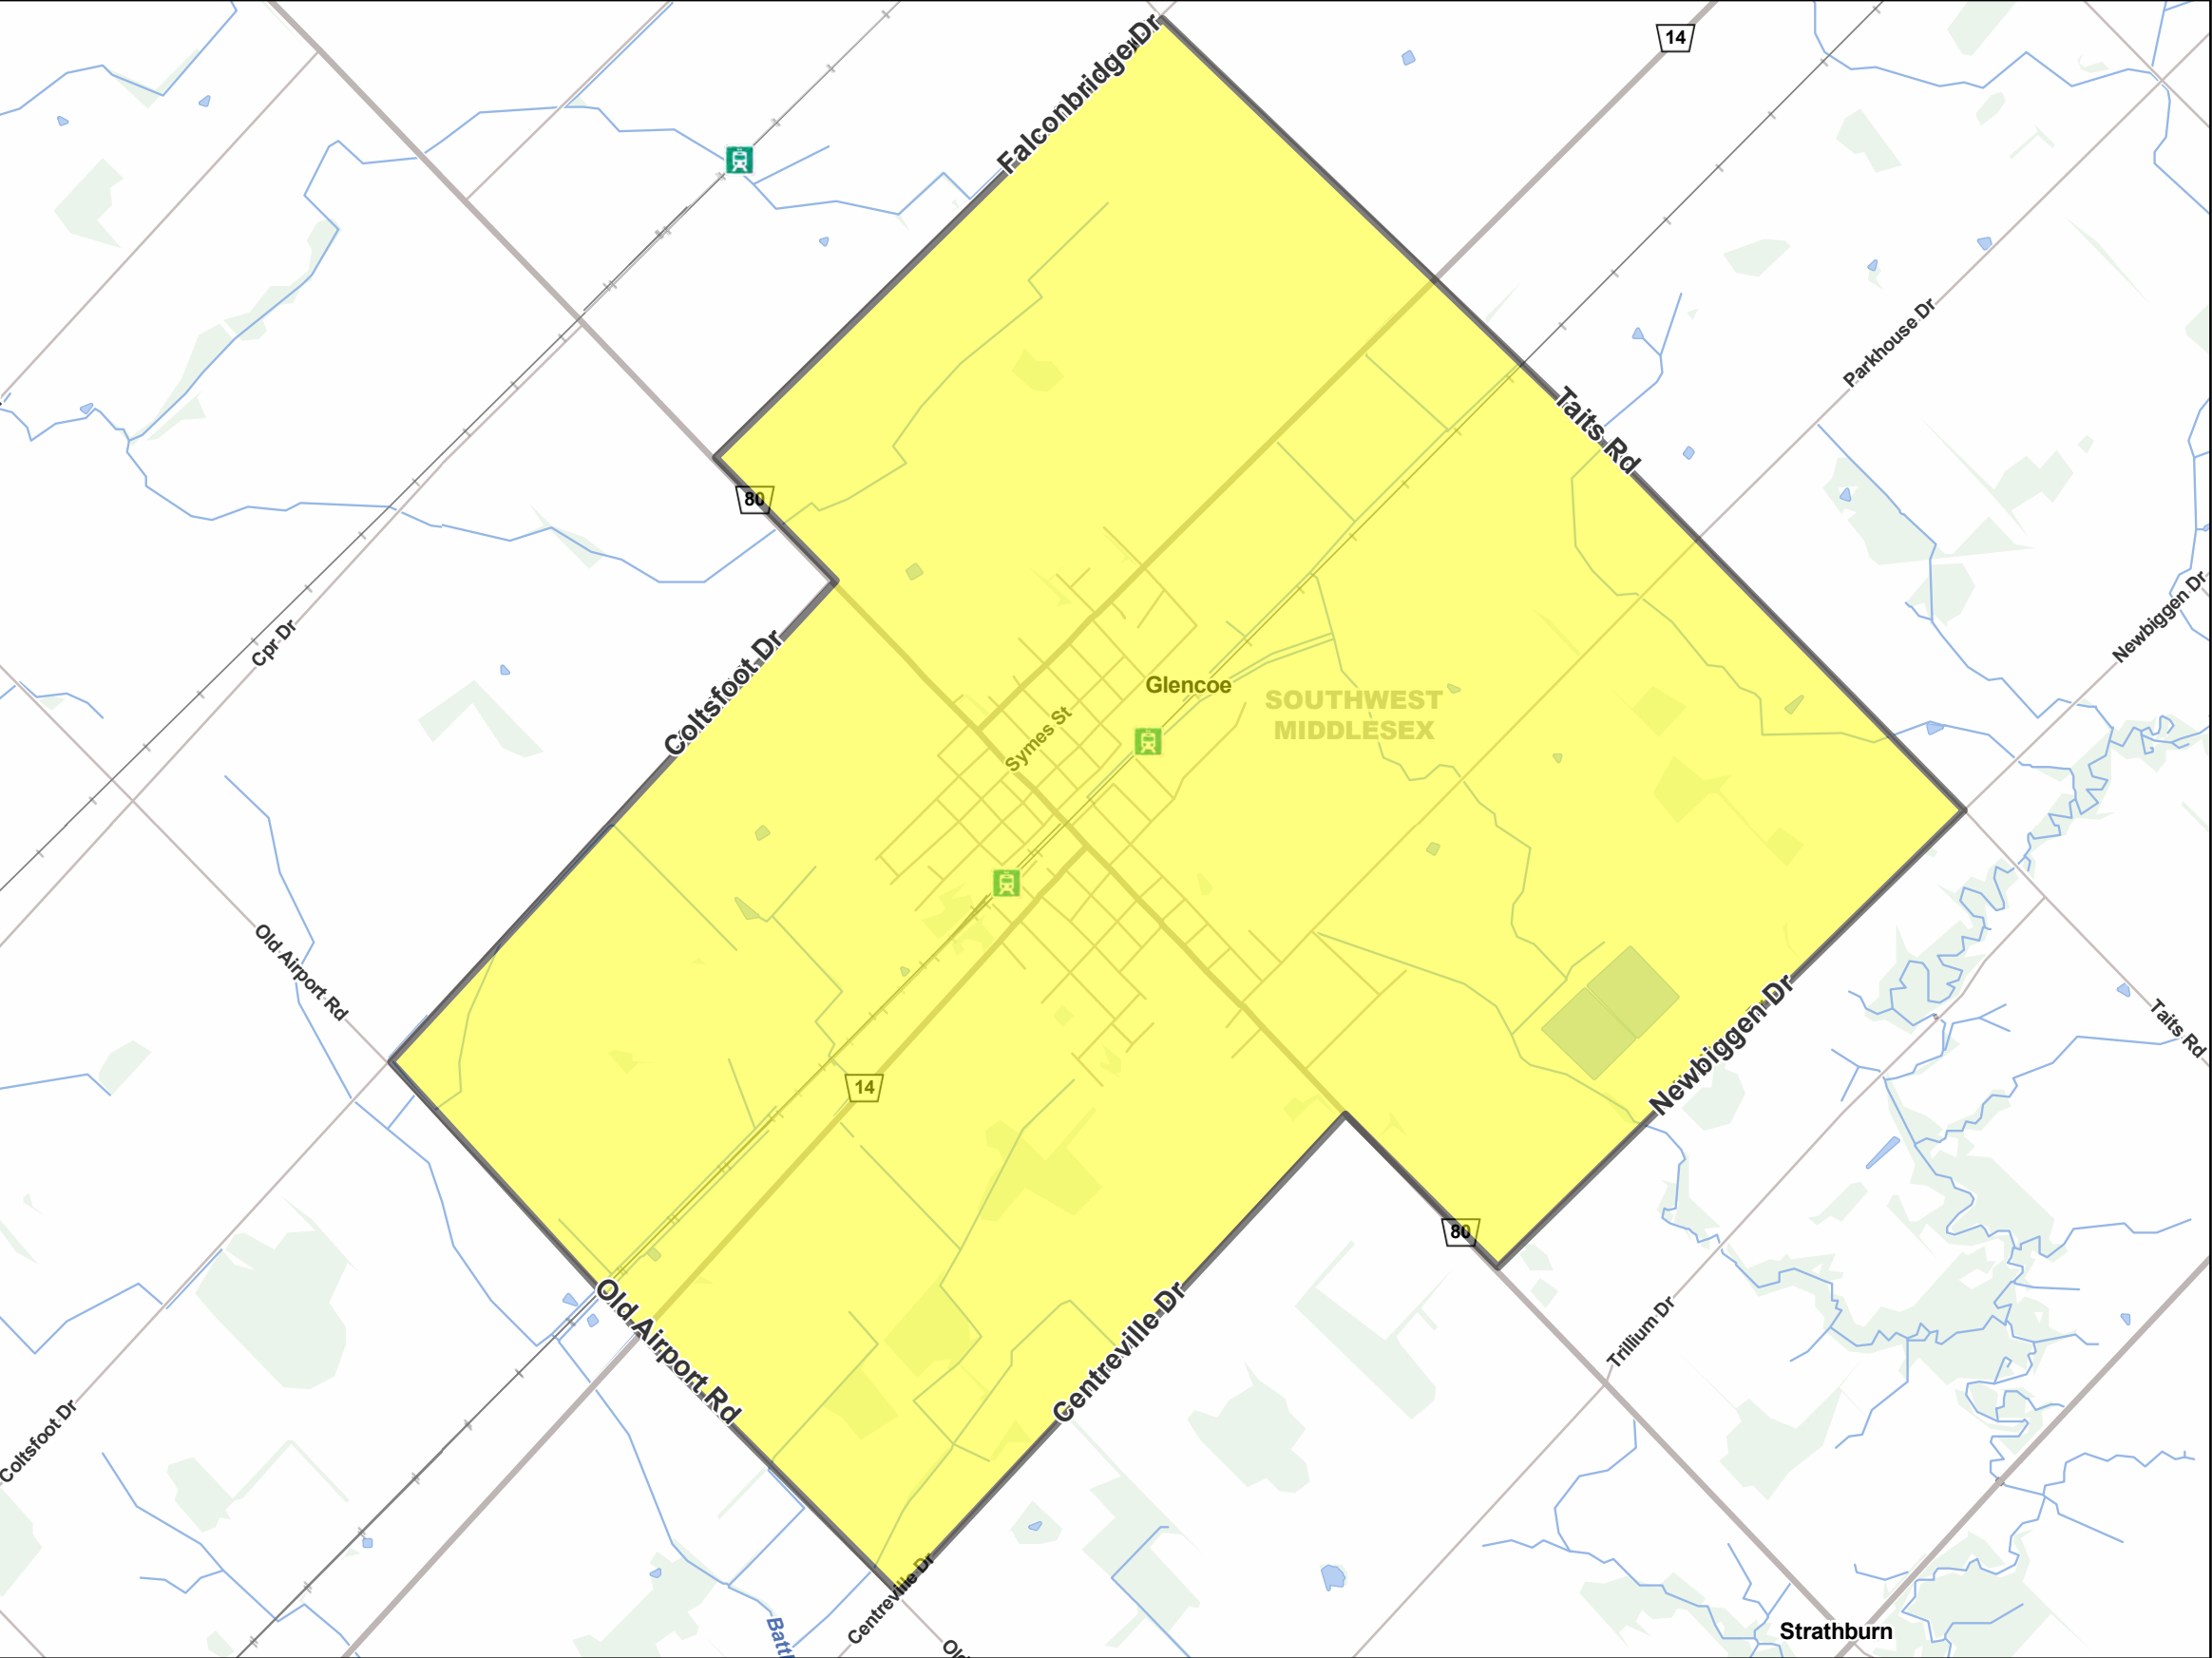 Falconbridge Dr
14
Parkhouse Dr
Taits Rd
80
Newbiggen Dr
Cpr Dr
Coltsfoot Dr
Glencoe
SOUTHWEST
MIDDLESEX
Symes St
Old Airport Rd
Newbiggen Dr
Taits Rd
14
80
Old Airport Rd
Centreville Dr
Trillium Dr
Coltsfoot Dr
Centreville Dr
Strathburn
Battl
Old